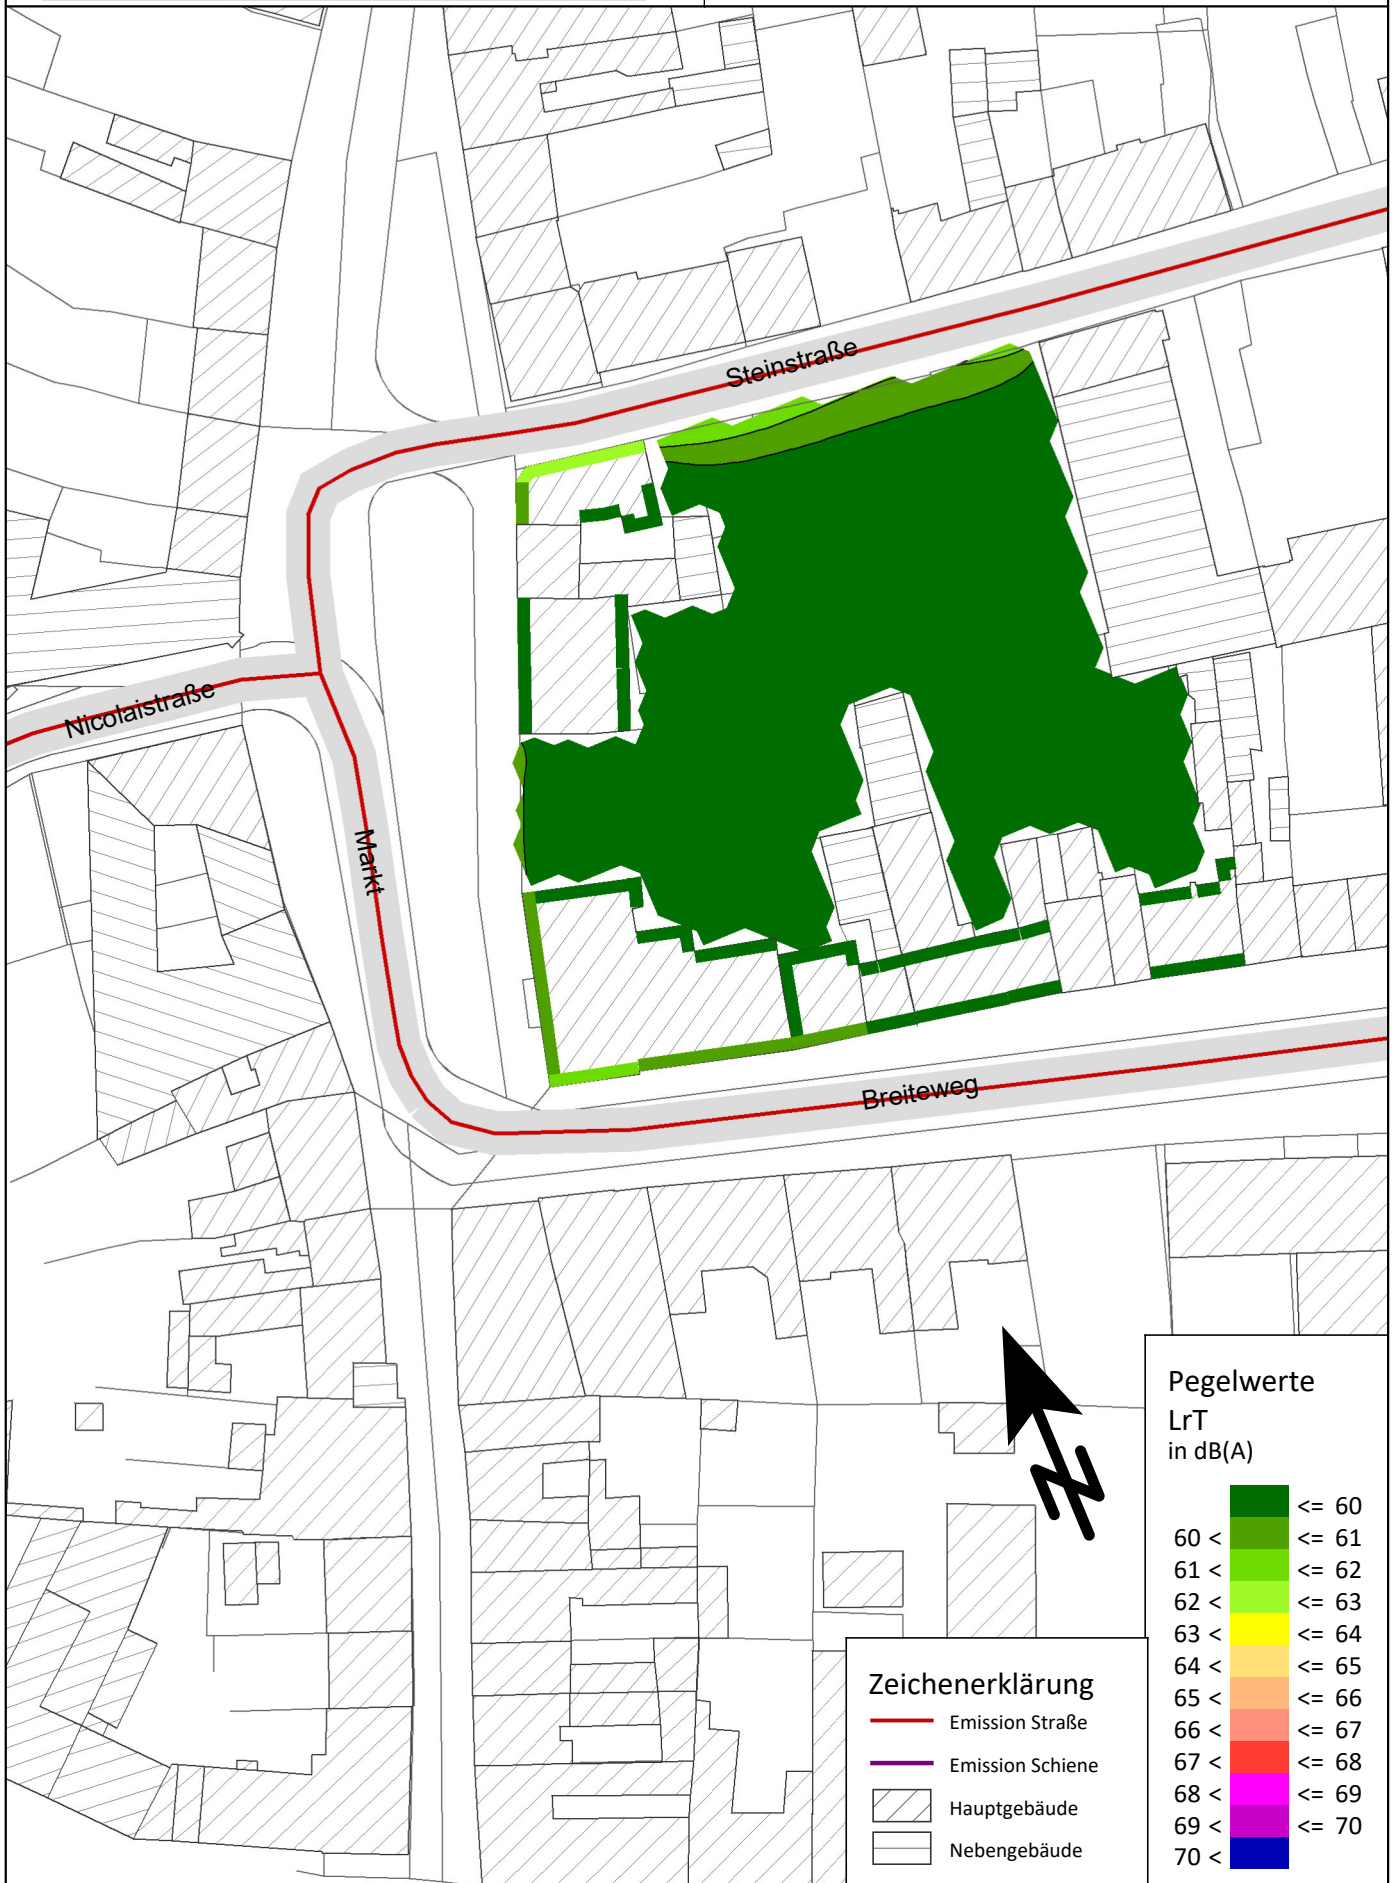 Steinstraße
Nicolaistraße
Markt
Breiteweg
Pegelwerte
LrT
in dB(A)
<= 60
60 < <= 61
61 < <= 62
62 < <= 63
63 < <= 64
64 < <= 65
65 < <= 66
66 < <= 67
67 < <= 68
68 < <= 69
69 < <= 70
70 <
Zeichenerklärung
Emission Straße
Emission Schiene
Hauptgebäude
Nebengebäude